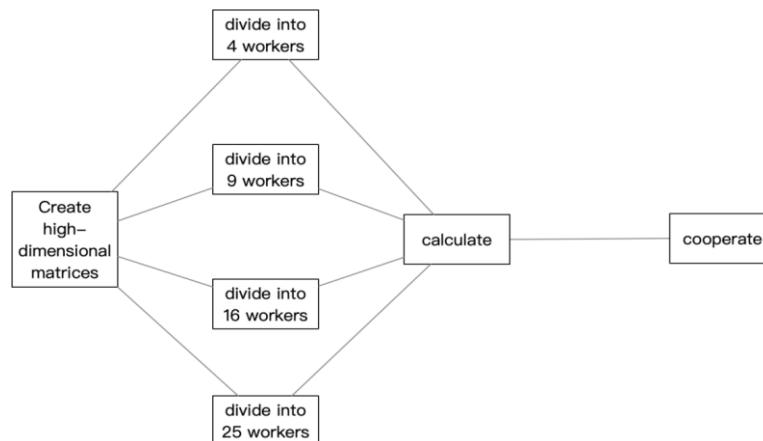 divide into
4 workers
divide into
9 workers
Create
high-
dimensional
matrices
calculate
cooperate
divide into
16 workers
divide into
25 workers